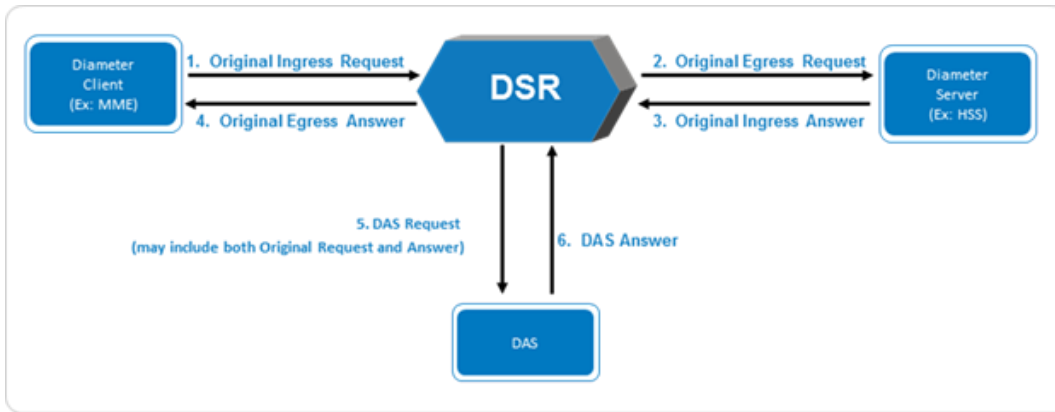 Diameter
Client
(Ex: MME)
1. Original Ingress Request
4. Original Egress Answer
DSR
2. Original Egress Request
3. Original Ingress Answer
Diameter
Server
(Ex: HSS)
5. DAS Request
(may include both Original Request and Answer)
6. DAS Answer
DAS